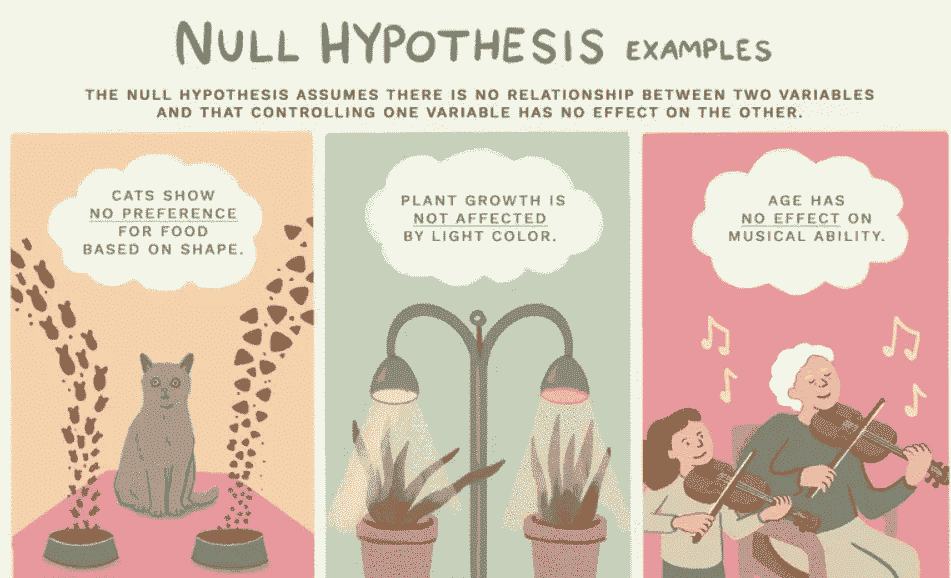 NULL HYPOTHESIS EXAMPLES
THE NULL HYPOTHESIS ASSUMES THERE IS NO RELATIONSHIP BETWEEN TWO VARIABLES
AND THAT CONTROLLING ONE VARIABLE HAS NO EFFECT ON THE OTHER.
CATS SHOW
NO PREFERENCE
FOR FOOD
BASED ON SHAPE.
PLANT GROWTH IS
NOT AFFECTED
BY LIGHT COLOR.
AGE HAS
NO EFFECT ON
MUSICAL ABILITY.